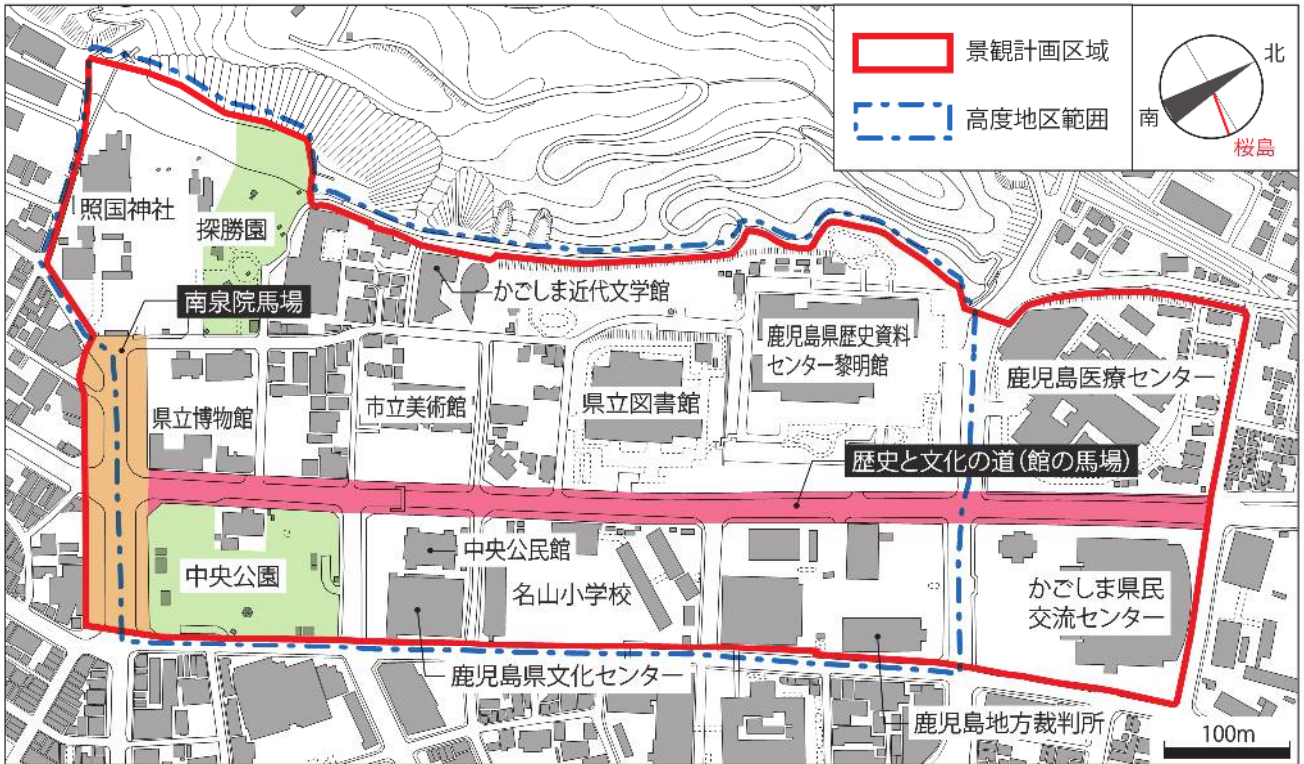 景観計画区域
高度地区範囲
北
南
桜島
照国神社
探勝園
南泉院馬場
かごしま近代文学館
鹿児島県歴史資料
センター黎明館
鹿児島医療センター
県立博物館
市立美術館
県立図書館
歴史と文化の道(館の馬場)
中央公園
中央公民館
名山小学校
かごしま県民
交流センター
鹿児島県文化センター
鹿児島地方裁判所
100m